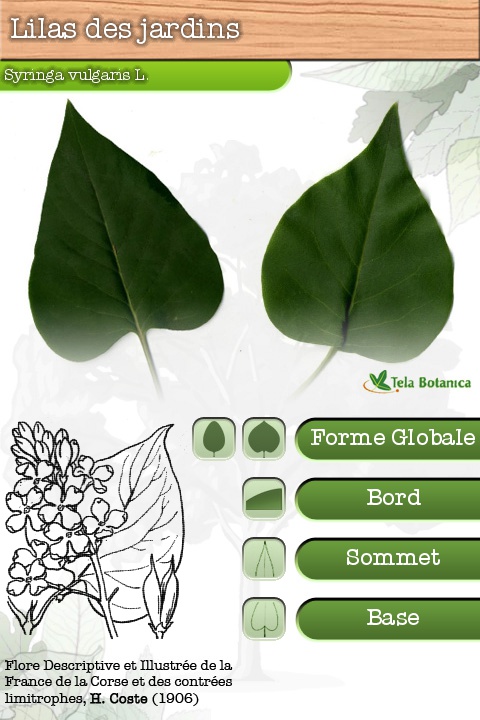 Lilas des jardins
Syringa vulgaris L.
Tela Botanica
Forme Globale
Bord
Sommet
Base
Flore Descriptive et Illustrée de la
France de la Corse et des contrées
limitrophes, H. Coste (1906)